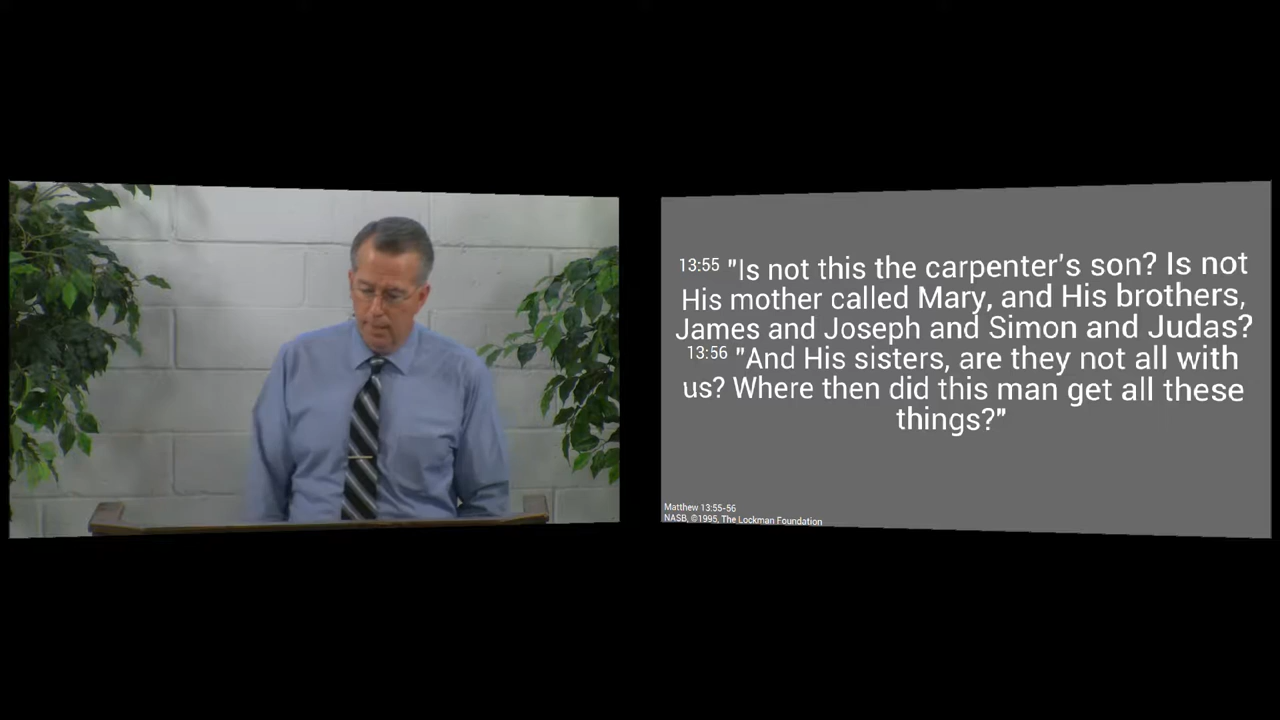 13:55 "Is not this the carpenter's son? Is not
His mother called Mary, and His brothers,
James and Joseph and Simon and Judas?
13:56 "And His sisters, are they not all with
us? Where then did this man get all these
things?"
Matthew 13:55-56
NASB, ©1995, The Lockman Foundation